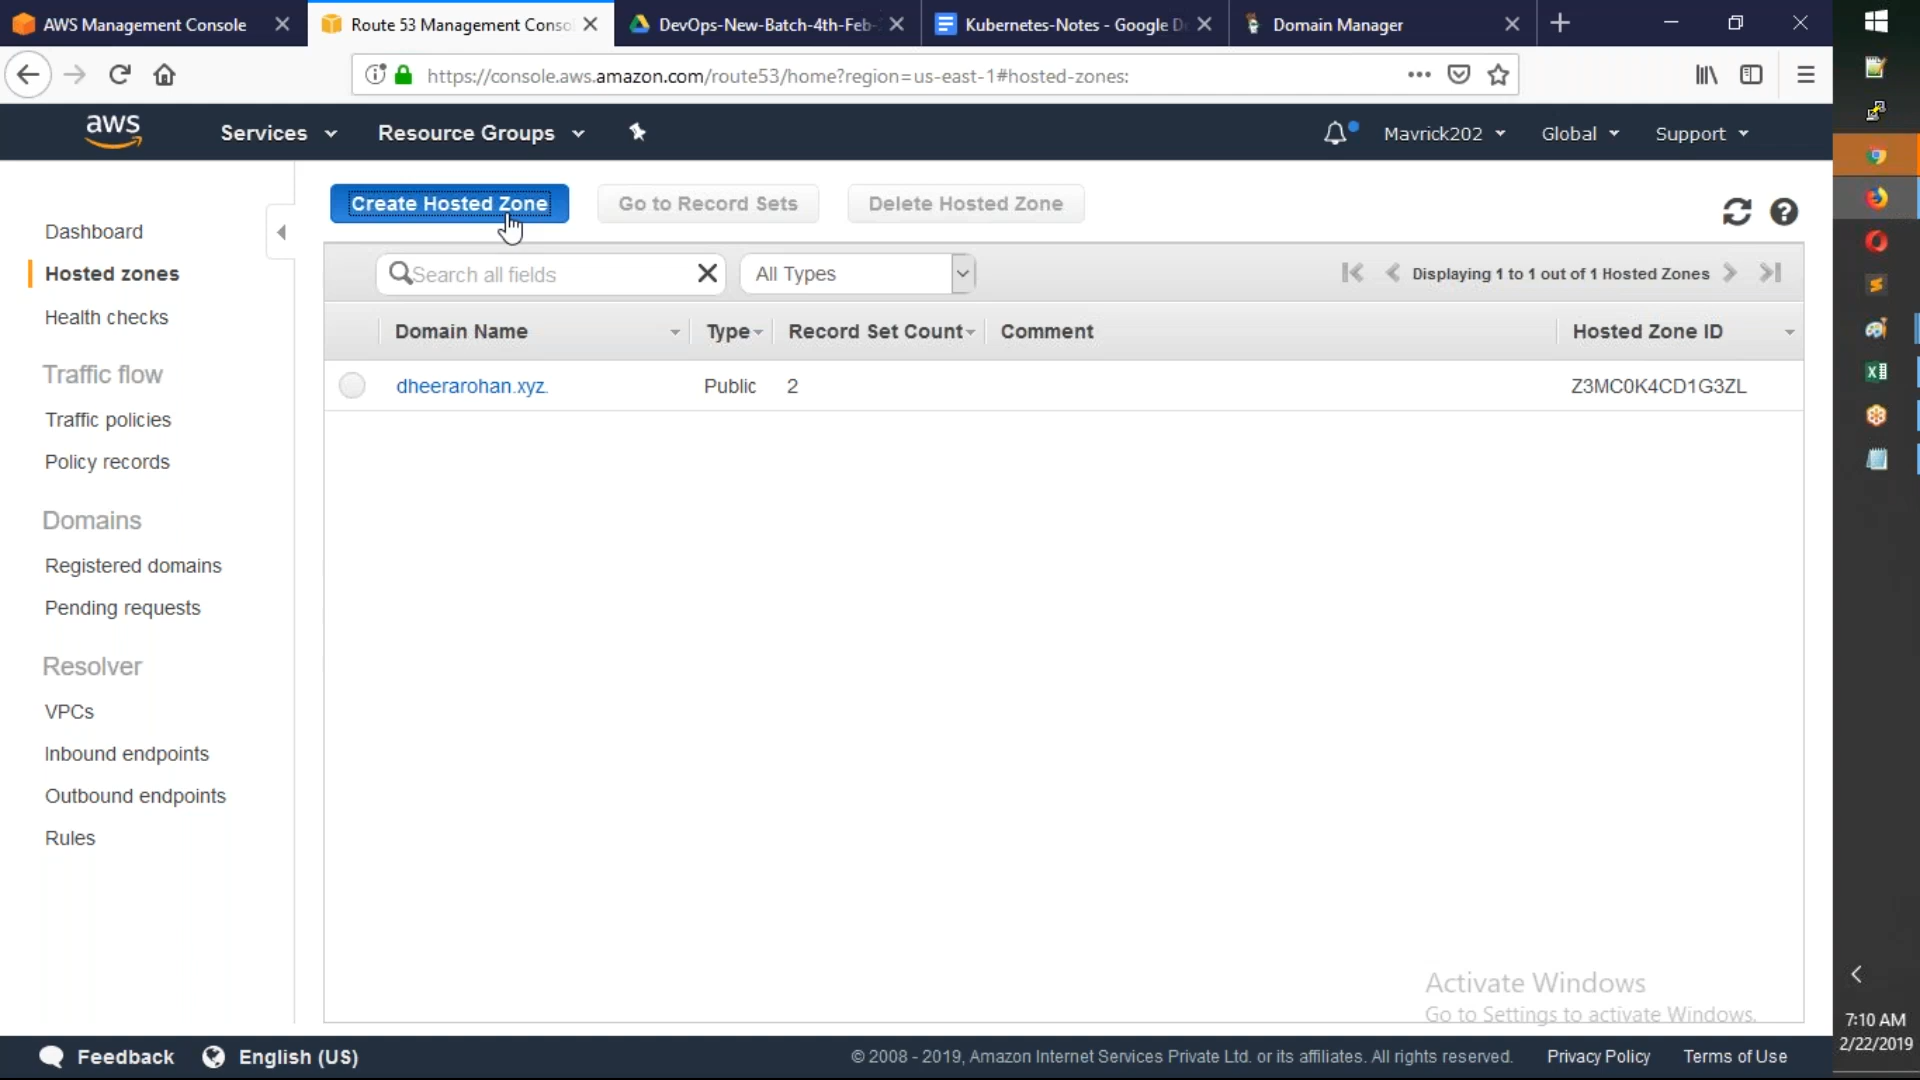 AWS Management Console
Route 53 Management Conso
DevOps-New-Batch-4th-Feb-
Kubernetes-Notes - Google D
Domain Manager
https://console.aws.amazon.com/route53/home?region=us-east-1#hosted-zones:
aws
Services
Resource Groups
Mavrick202
Global
Support
Create Hosted Zone
Go to Record Sets
Delete Hosted Zone
Dashboard
Hosted zones
Health checks
Traffic flow
Traffic policies
Policy records
Domains
Registered domains
Pending requests
Resolver
VPCs
Inbound endpoints
Outbound endpoints
Rules
Search all fields
All Types
Displaying 1 to 1 out of 1 Hosted Zones
Domain Name
Type
Record Set Count
Comment
Hosted Zone ID
dheerarohan.xyz.
Public
2
Z3MC0K4CD1G3ZL
Activate Windows
Go to Settings to activate Windows.
Feedback
English (US)
© 2008 - 2019, Amazon Internet Services Private Ltd. or its affiliates. All rights reserved.
Privacy Policy
Terms of Use
7:10 AM
2/22/2019